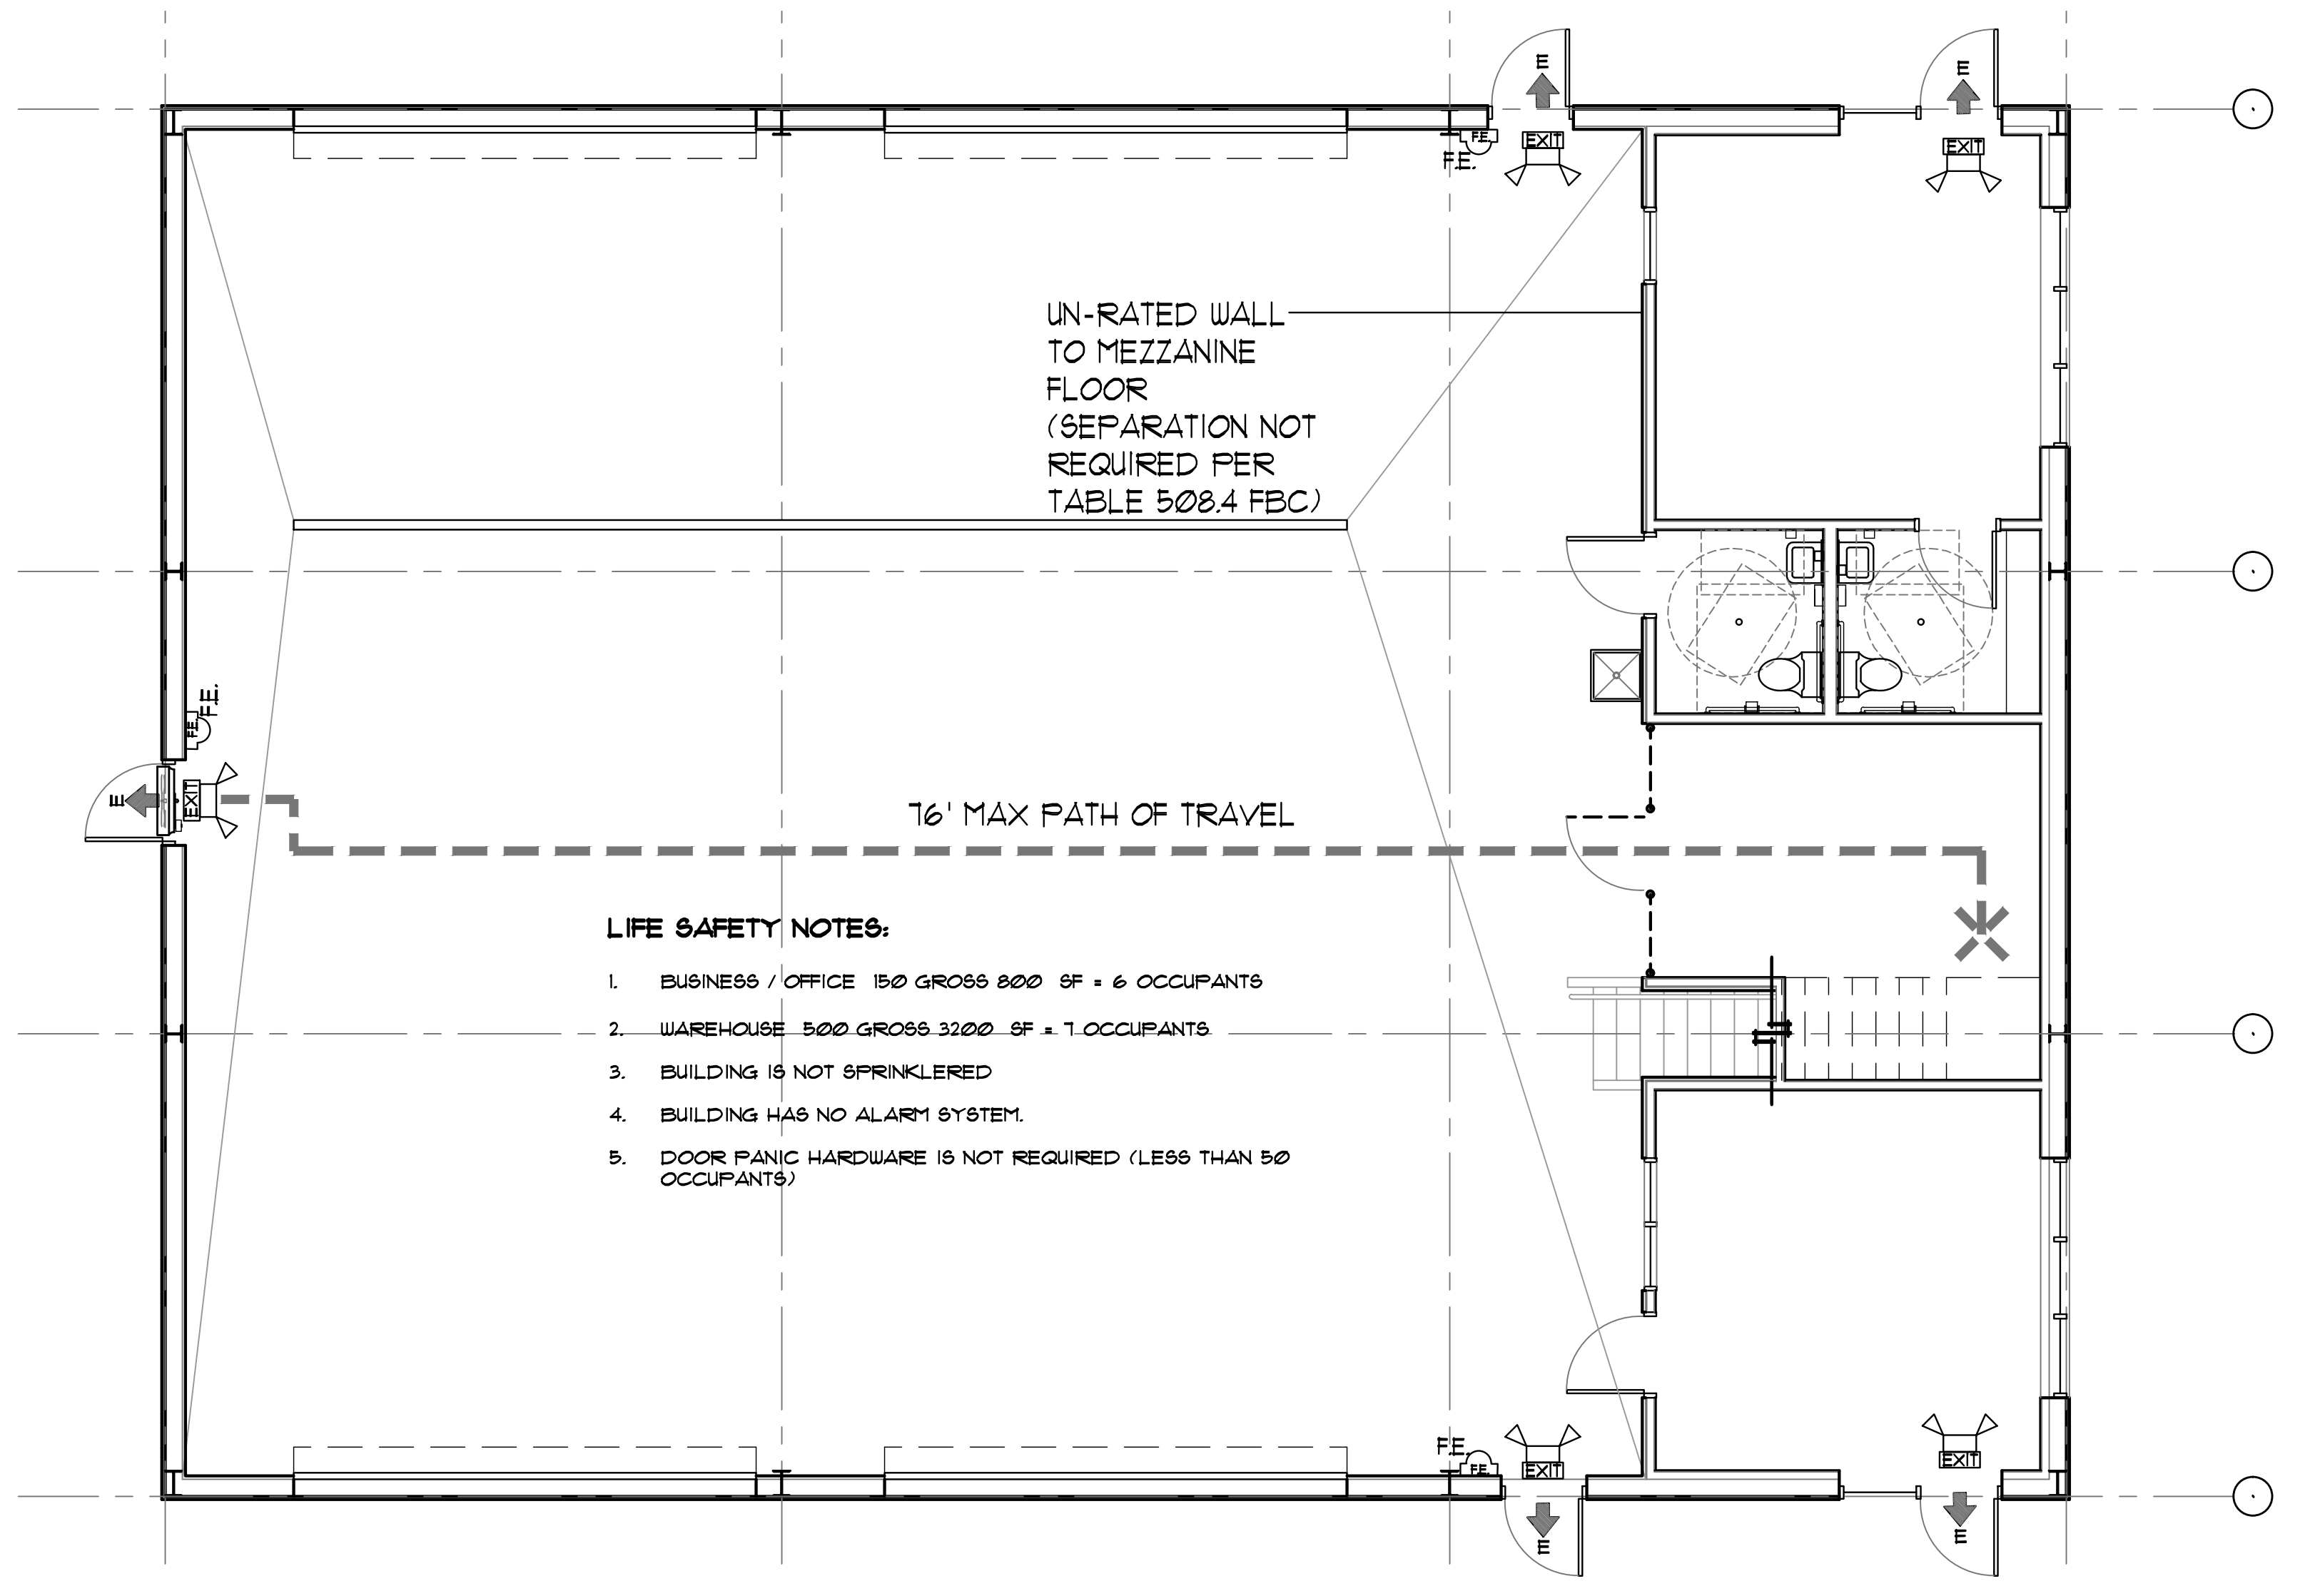 E
E
EXIT
EXIT
F.E.
F.E.
UN-RATED WALL
TO MEZZANINE
FLOOR
(SEPARATION NOT
REQUIRED PER
TABLE 508.4 FBC)
F.E.
F.E.
E
EXIT
76' MAX PATH OF TRAVEL
LIFE SAFETY NOTES:
1. BUSINESS / OFFICE 150 GROSS 800 SF = 6 OCCUPANTS
2. WAREHOUSE 500 GROSS 3200 SF = 7 OCCUPANTS
3. BUILDING IS NOT SPRINKLERED
4. BUILDING HAS NO ALARM SYSTEM.
5. DOOR PANIC HARDWARE IS NOT REQUIRED (LESS THAN 50
OCCUPANTS)
F.E.
F.E.
EXIT
EXIT
E
E